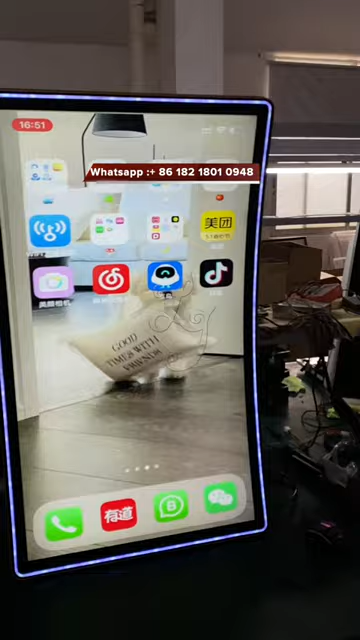 16:51
Whatsapp :+ 86 182 1801 0948
美团
GOOD
TIMES WITH
FRIENDS
有道
B